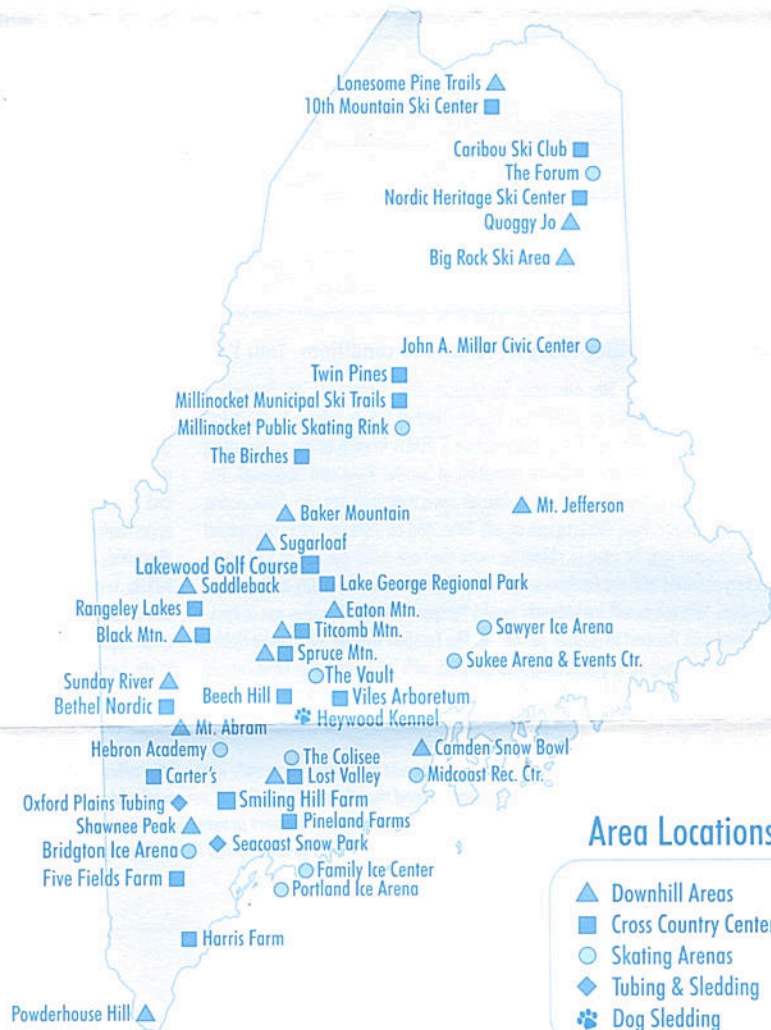 Lonesome Pine Trails
10th Mountain Ski Center
Caribou Ski Club
The Forum
Nordic Heritage Ski Center
Quoggy Jo
Big Rock Ski Area
John A. Millar Civic Center
Twin Pines
Millinocket Municipal Ski Trails
Millinocket Public Skating Rink
The Birches
Baker Mountain
Mt. Jefferson
Sugarloaf
Lakewood Golf Course
Saddleback
Lake George Regional Park
Rangeley Lakes
Eaton Mtn.
Black Mtn.
Titcomb Mtn.
Sawyer Ice Arena
Spruce Mtn.
Sukee Arena & Events Ctr.
The Vault
Sunday River
Beech Hill
Viles Arboretum
Bethel Nordic
Heywood Kennel
Mt. Abram
Hebron Academy
The Colisee
Camden Snow Bowl
Carter's
Lost Valley
Midcoast Rec. Ctr.
Oxford Plains Tubing
Smiling Hill Farm
Shawnee Peak
Pineland Farms
Bridgton Ice Arena
Seacoast Snow Park
Five Fields Farm
Family Ice Center
Portland Ice Arena
Harris Farm
Powderhouse Hill
Area Locations
Downhill Areas
Cross Country Center
Skating Arenas
Tubing & Sledding
Dog Sledding